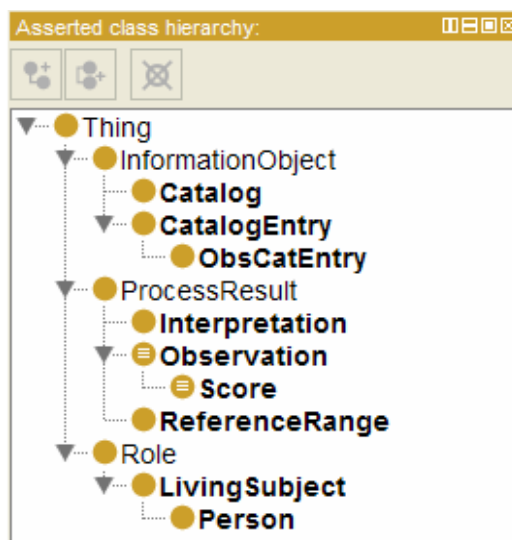 Asserted class hierarchy:
Thing
InformationObject
Catalog
CatalogEntry
ObsCatEntry
ProcessResult
Interpretation
Observation
Score
ReferenceRange
Role
LivingSubject
Person